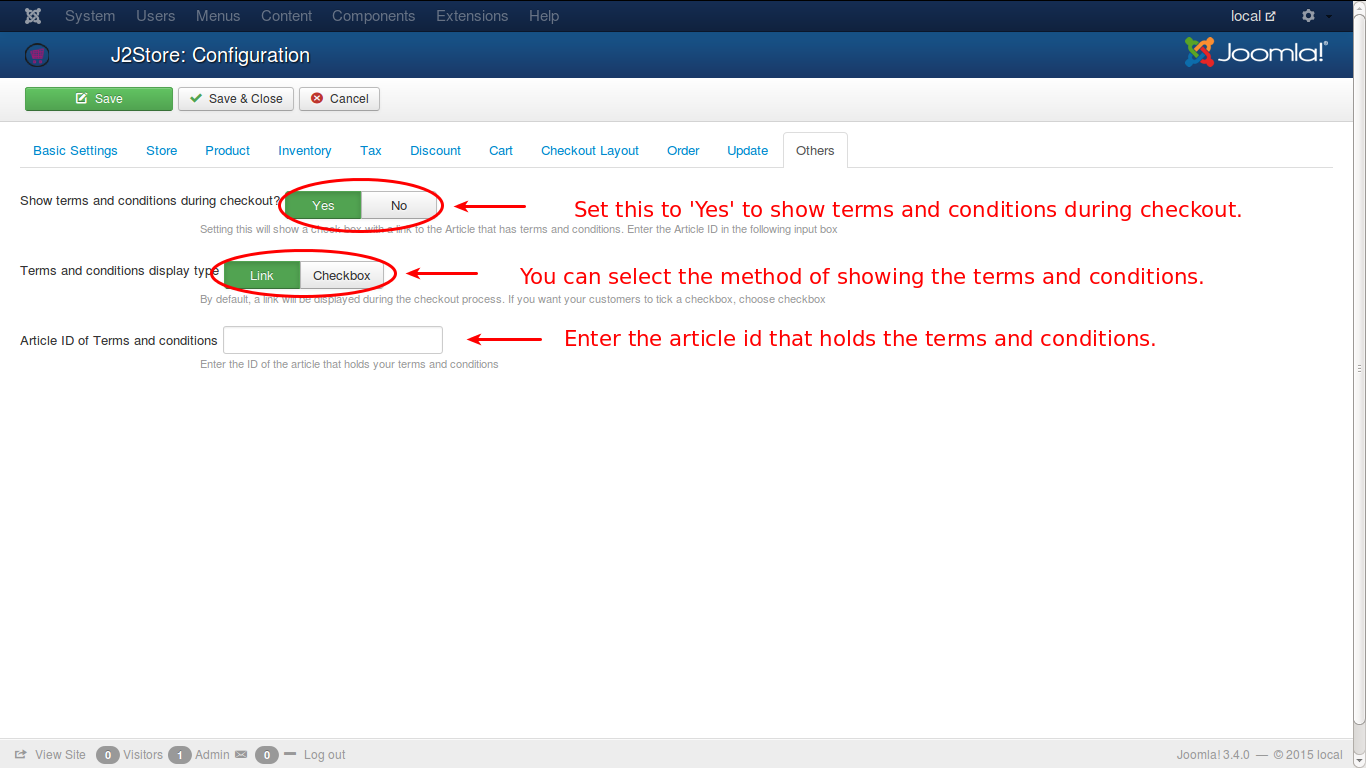 System Users Menus Content Components Extensions Help local
J2Store: Configuration Joomla!®
Save Save & Close Cancel
Basic Settings Store Product Inventory Tax Discount Cart Checkout Layout Order Update Others
Show terms and conditions during checkout? Yes No Set this to 'Yes' to show terms and conditions during checkout.
Setting this will show a check box with a link to the Article that has terms and conditions. Enter the Article ID in the following input box
Terms and conditions display type Link Checkbox You can select the method of showing the terms and conditions.
By default, a link will be displayed during the checkout process. If you want your customers to tick a checkbox, choose checkbox
Article ID of Terms and conditions Enter the article id that holds the terms and conditions.
Enter the ID of the article that holds your terms and conditions
View Site 0 Visitors 1 Admin 0 Log out Joomla! 3.4.0 — © 2015 local